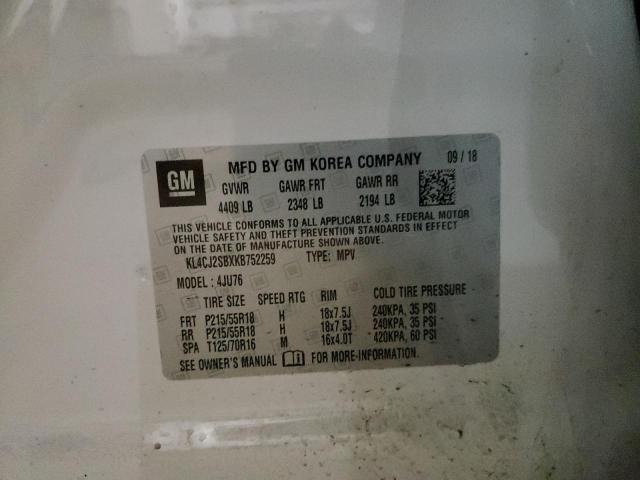 GM MFD BY GM KOREA COMPANY 09 / 18
GVWR GAWR FRT GAWR RR
4409 LB 2348 LB 2194 LB
THIS VEHICLE CONFORMS TO ALL APPLICABLE U.S. FEDERAL MOTOR
VEHICLE SAFETY AND THEFT PREVENTION STANDARDS IN EFFECT
ON THE DATE OF MANUFACTURE SHOWN ABOVE.
KL4CJ2SBXKB752259 TYPE: MPV
MODEL : 4JU76
TIRE SIZE SPEED RTG RIM COLD TIRE PRESSURE
FRT P215/55R18 H 18x7.5J 240KPA, 35 PSI
RR P215/55R18 H 18x7.5J 240KPA, 35 PSI
SPA T125/70R16 M 16x4.0T 420KPA, 60 PSI
SEE OWNER'S MANUAL FOR MORE-INFORMATION.